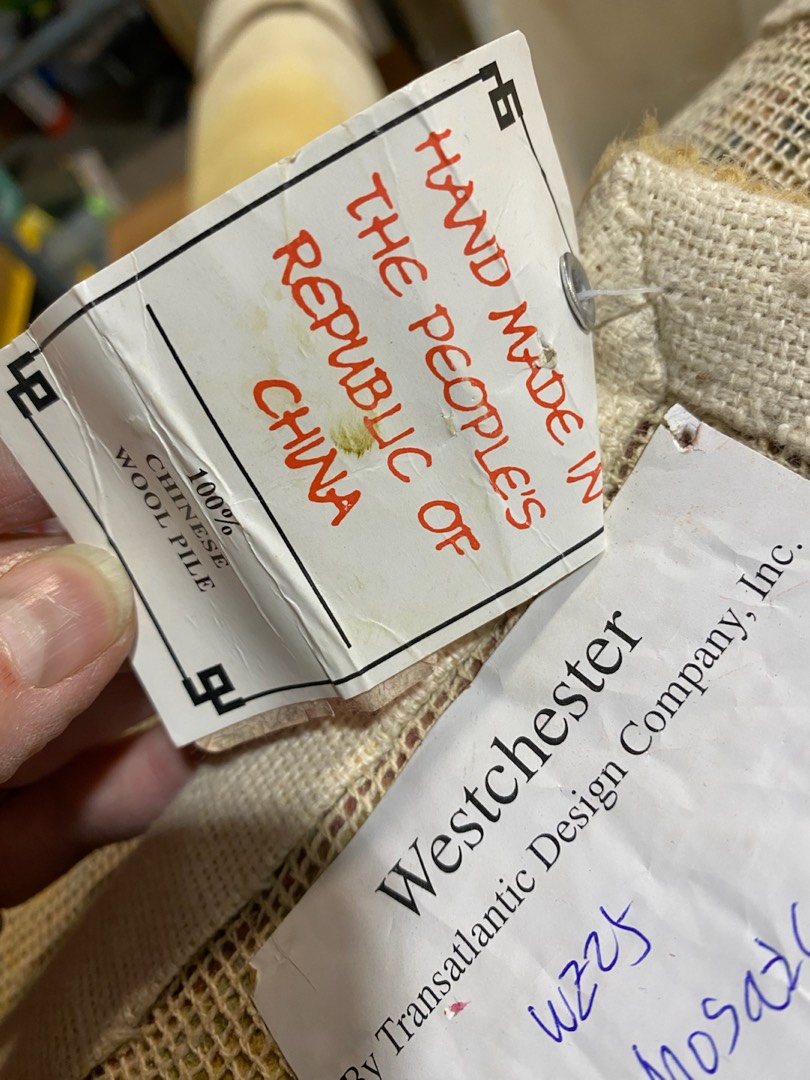 HAND MADE IN
THE PEOPLE'S
REPUBLIC OF
CHINA
100%
CHINESE
WOOL PILE
Westchester
By Transatlantic Design Company, Inc.
WZ25
Mosaic